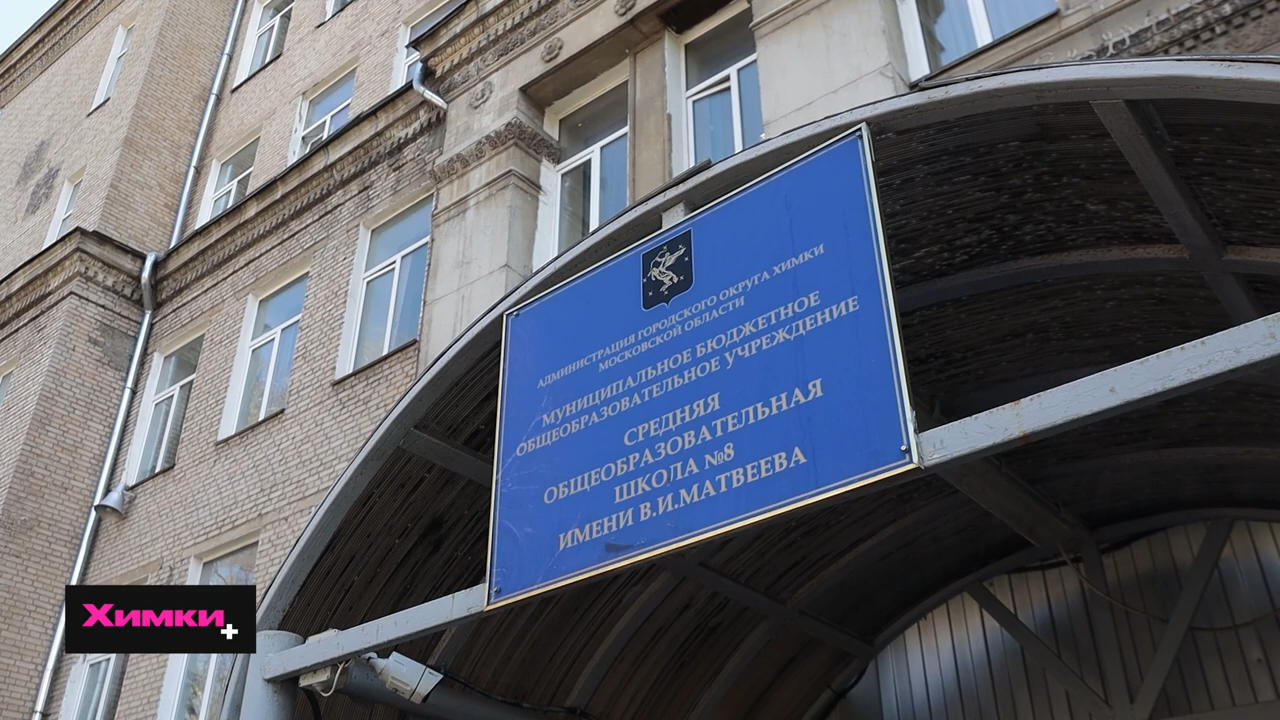 АДМИНИСТРАЦИЯ ГОРОДСКОГО ОКРУГА ХИМКИ
МОСКОВСКОЙ ОБЛАСТИ
МУНИЦИПАЛЬНОЕ БЮДЖЕТНОЕ
ОБЩЕОБРАЗОВАТЕЛЬНОЕ УЧРЕЖДЕНИЕ
СРЕДНЯЯ
ОБЩЕОБРАЗОВАТЕЛЬНАЯ
ШКОЛА №8
ИМЕНИ В.И.МАТВЕЕВА
Химки+